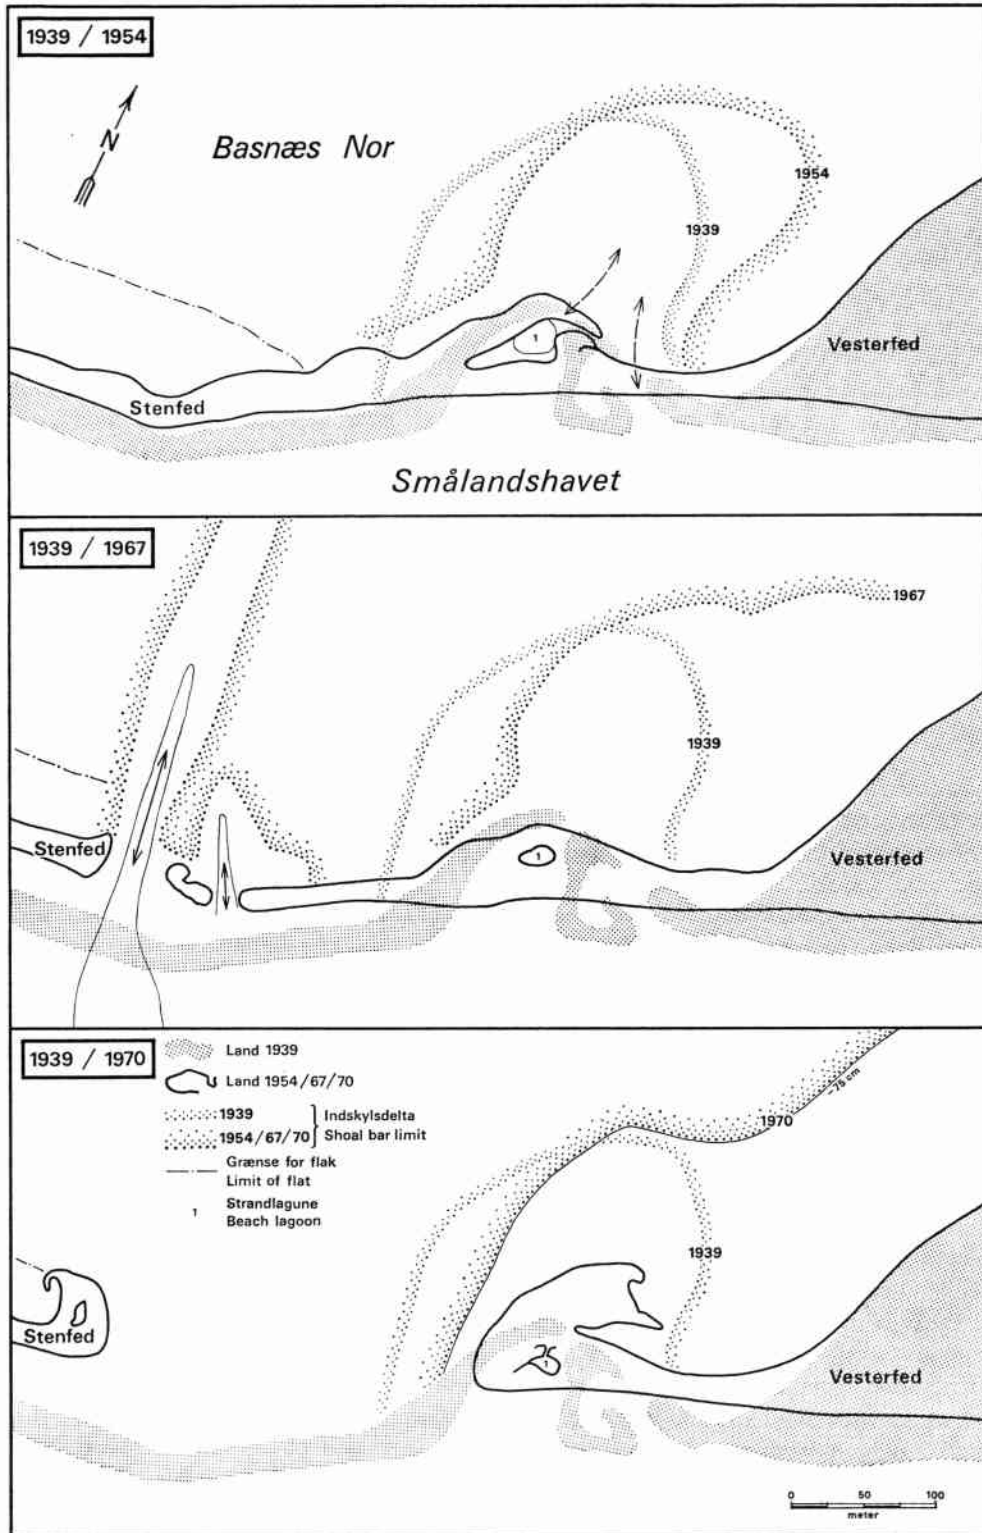 1939 / 1954
N
Basnæs Nor
1954
1939
1
Vesterfed
Stenfed
Smålandshavet
1939 / 1967
1967
1939
Stenfed
1
Vesterfed
1939 / 1970
Land 1939
Land 1954/67/70
1939
1954/67/70
Indskylsdelta
Shoal bar limit
Grænse for flak
Limit of flat
1
Strandlagune
Beach lagoon
-75 cm
1970
1939
Stenfed
1
Vesterfed
0 50 100
meter